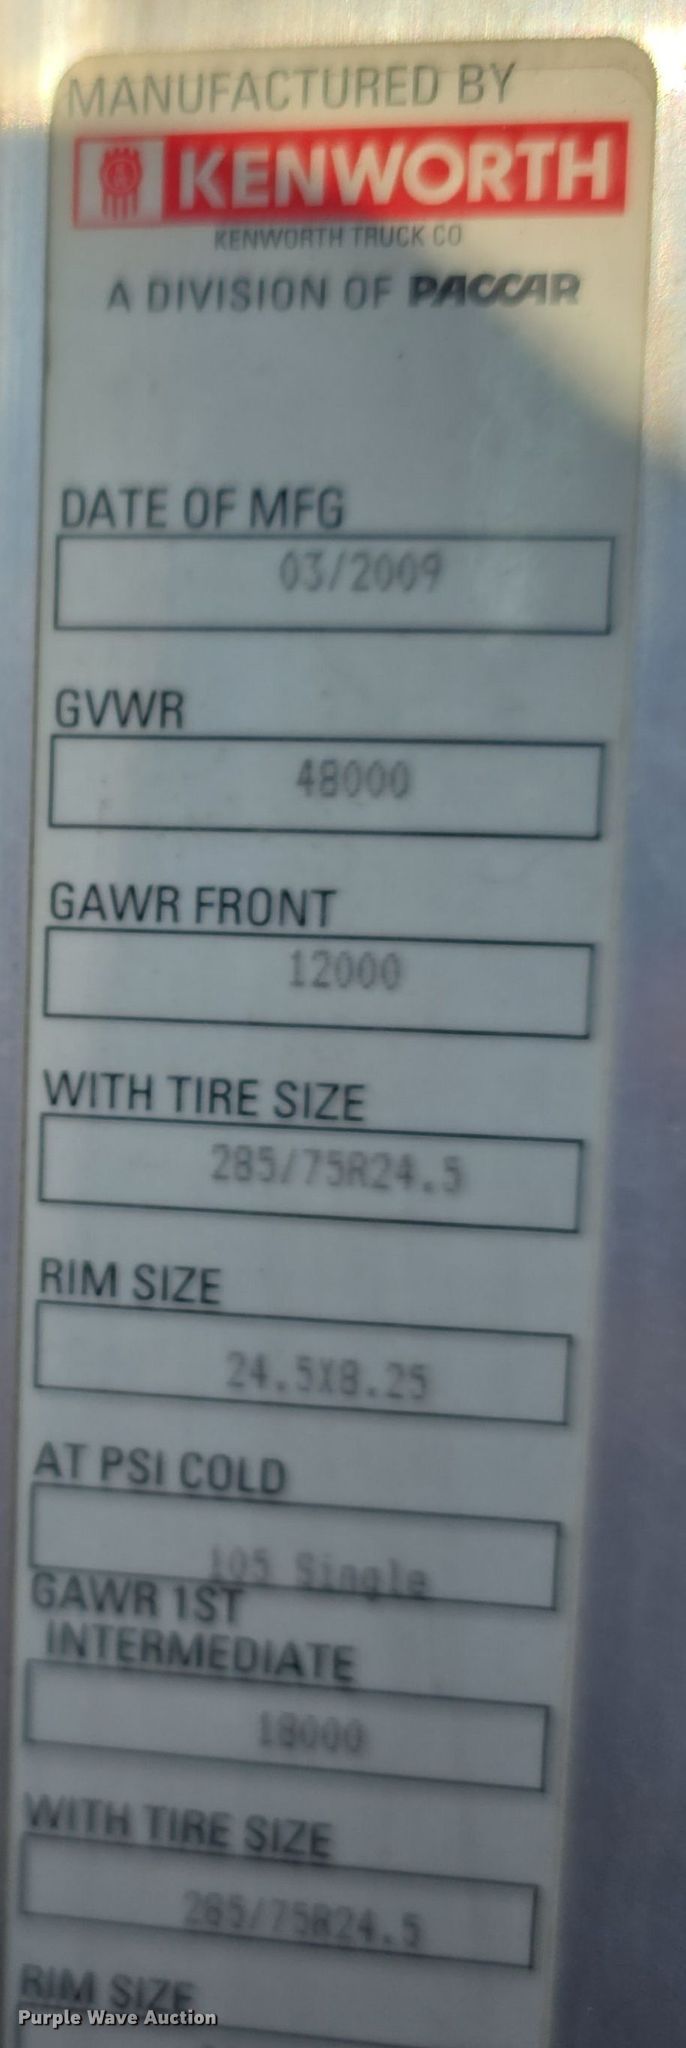 MANUFACTURED BY
KENWORTH
KENWORTH TRUCK CO
A DIVISION OF PACCAR
DATE OF MFG
03/2009
GVWR
48000
GAWR FRONT
12000
WITH TIRE SIZE
285/75R24.5
RIM SIZE
24.5X8.25
AT PSI COLD
105 Single
GAWR 1ST
INTERMEDIATE
18000
WITH TIRE SIZE
285/75R24.5
RIM SIZE
Purple Wave Auction